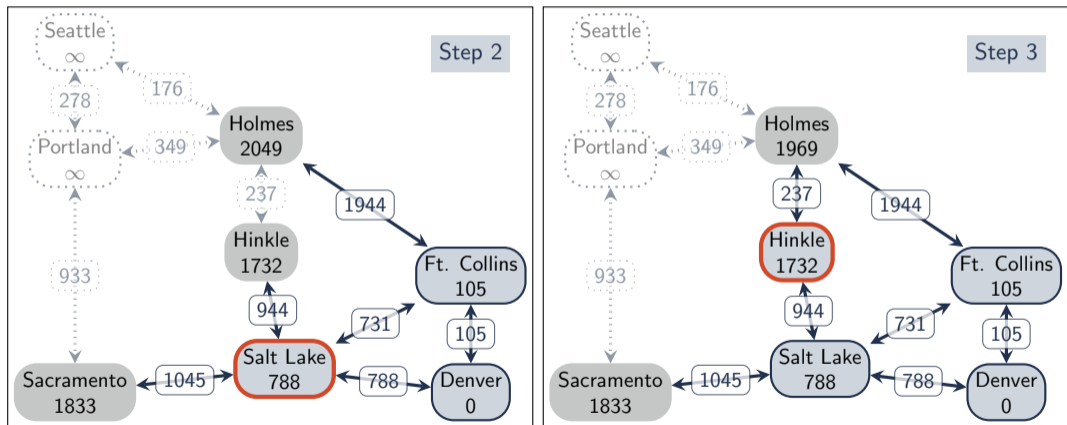 Seattle
∞
Step 2
176
278
Holmes
2049
Portland
∞
349
237
1944
Hinkle
1732
Ft. Collins
105
933
944
731
105
Salt Lake
788
Sacramento
1833
1045
788
Denver
0
Seattle
∞
Step 3
176
278
Holmes
1969
Portland
∞
349
237
1944
Hinkle
1732
Ft. Collins
105
933
944
731
105
Salt Lake
788
Sacramento
1833
1045
788
Denver
0